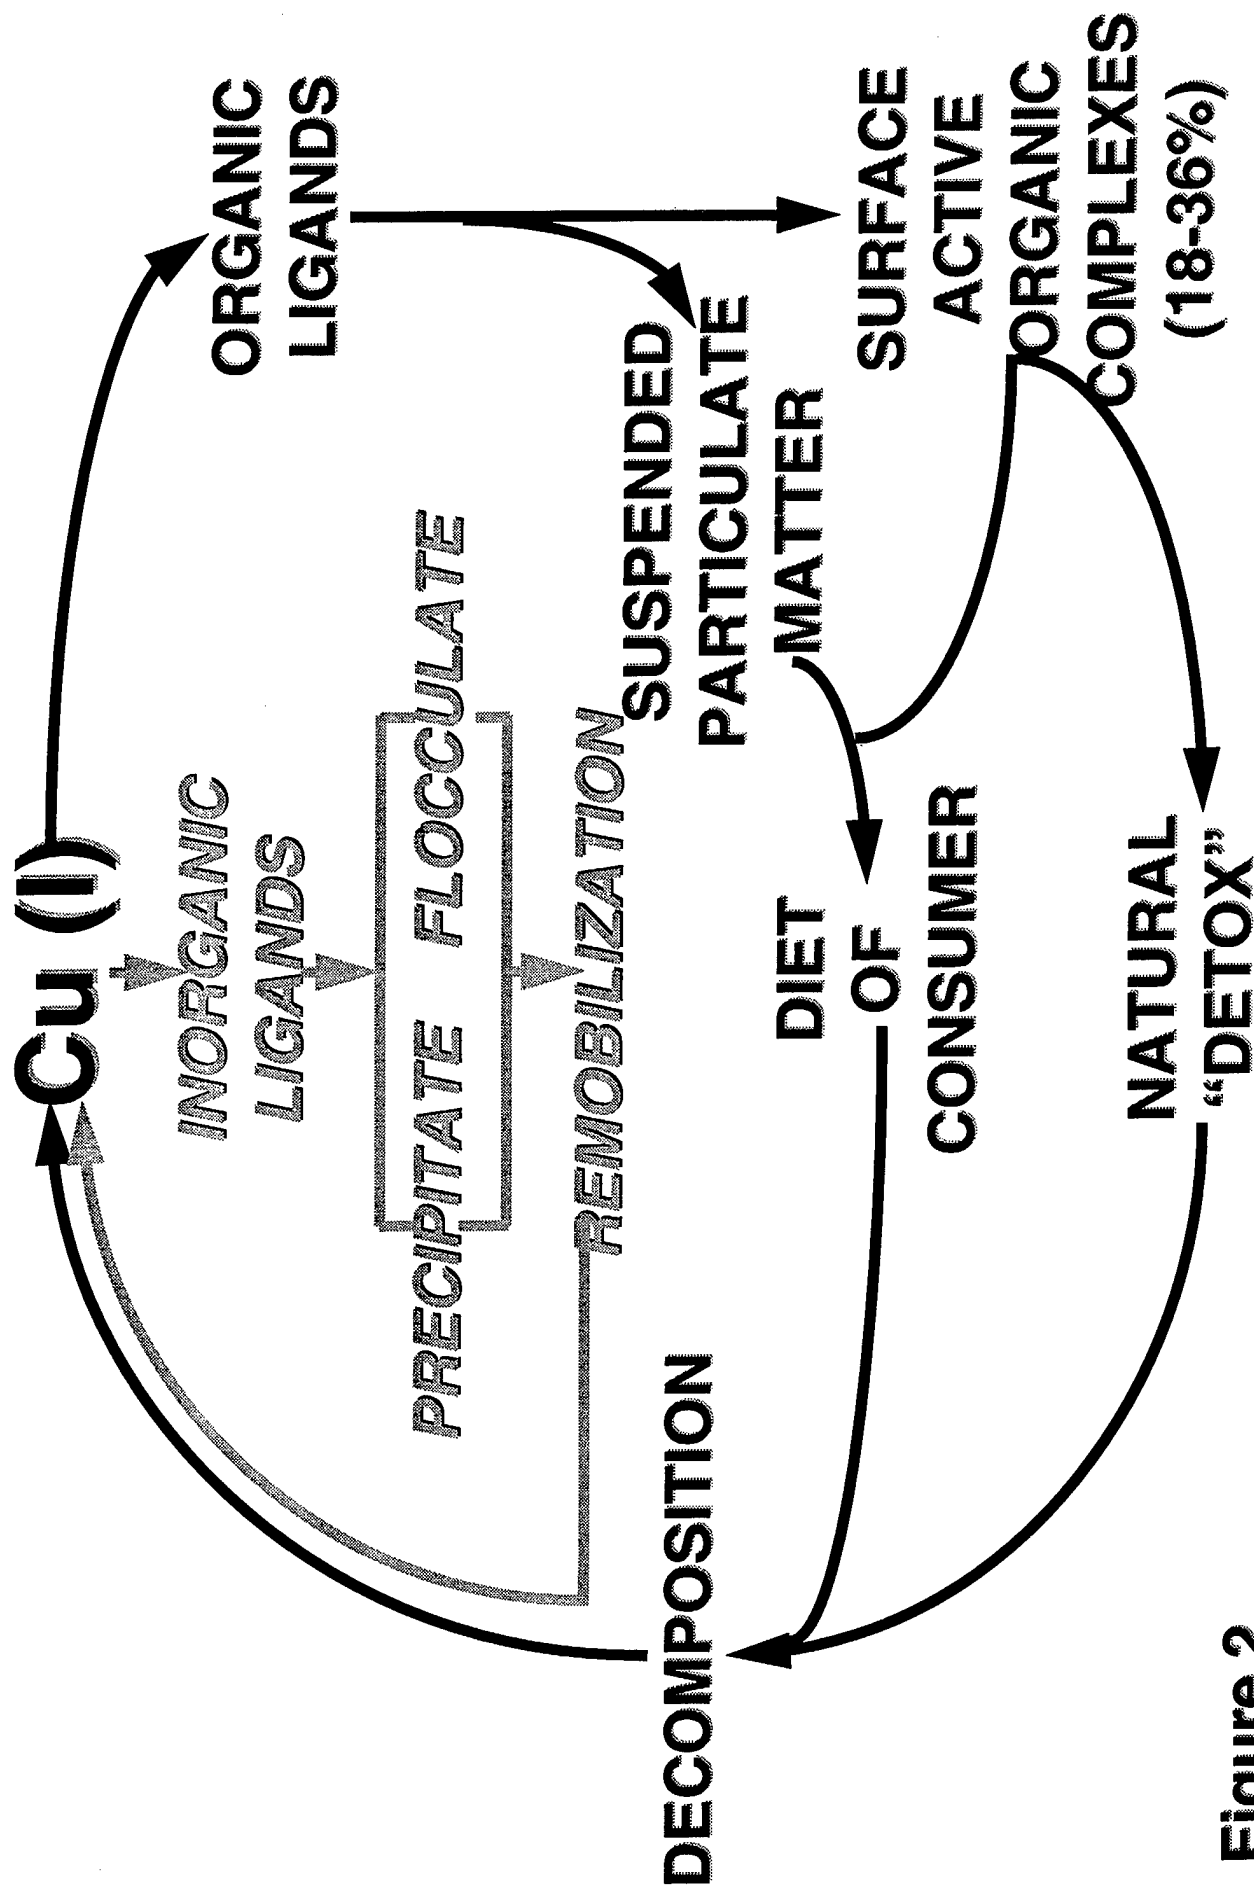 Cu (I)
INORGANIC
LIGANDS
PRECIPITATE FLOCCULATE
REMOBILIZATION
ORGANIC
LIGANDS
SUSPENDED
PARTICULATE
MATTER
SURFACE
ACTIVE
ORGANIC
COMPLEXES
(18-36%)
DIET
OF
CONSUMER
NATURAL
“DETOX”
DECOMPOSITION
Figure 2